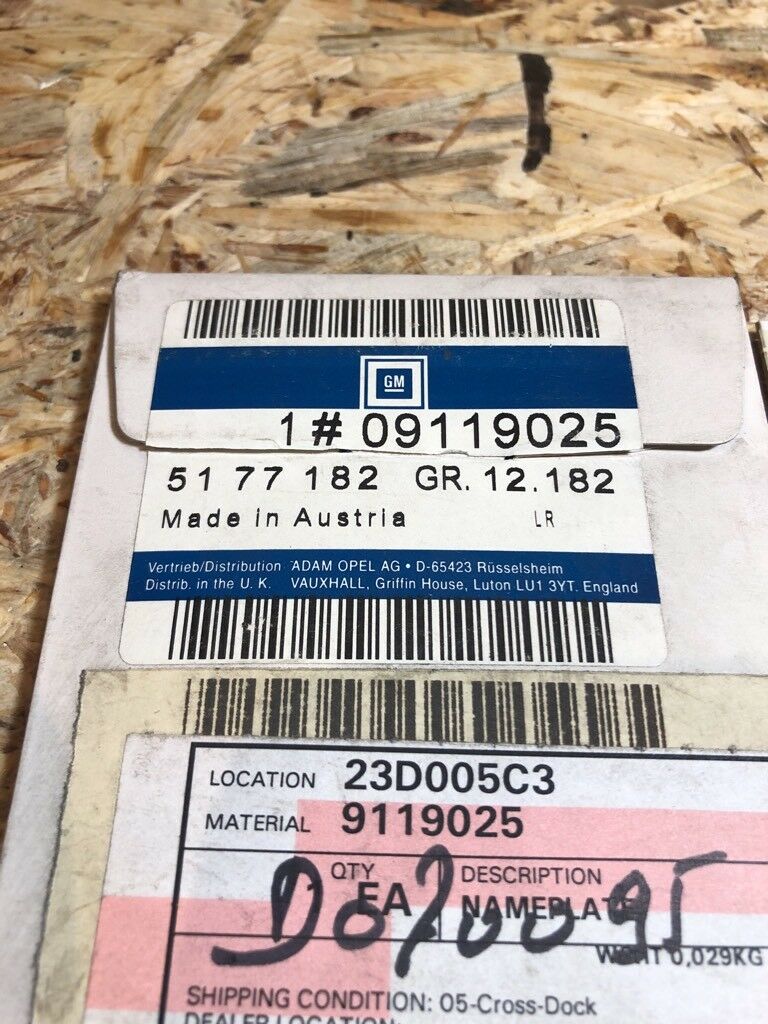 GM
1# 09119025
51 77 182 GR. 12.182
Made in Austria LR
Vertrieb/Distribution ADAM OPEL AG • D-65423 Rüsselsheim
Distrib. in the U. K. VAUXHALL, Griffin House, Luton LU1 3YT. England
LOCATION 23D005C3
MATERIAL 9119025
QTY DESCRIPTION
EA NAMEPLATE
WGHT 0,029KG
SHIPPING CONDITION: 05-Cross-Dock
DEALER LOCATION: